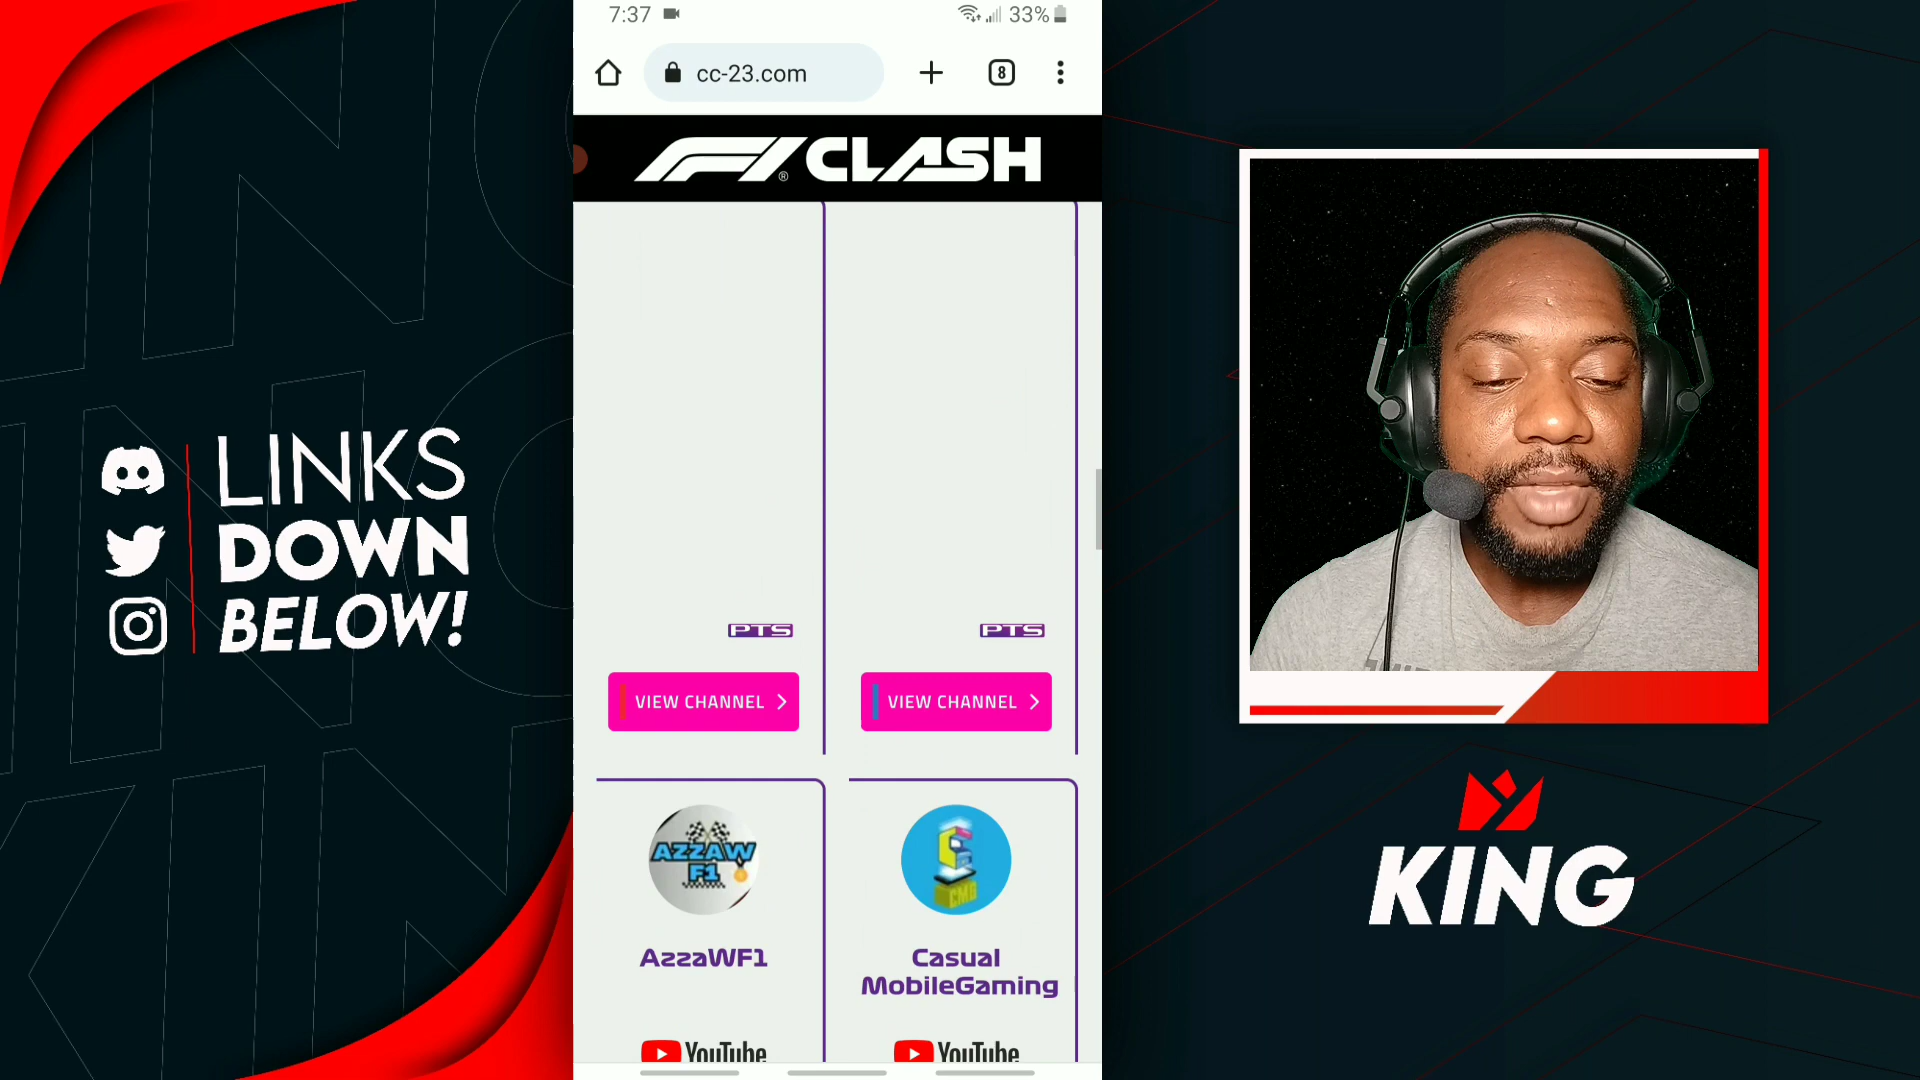 7:37
33%
cc-23.com
8
F1® CLASH
PTS
PTS
VIEW CHANNEL
VIEW CHANNEL
AZZAW
F1
CMG
AzzaWF1
Casual
MobileGaming
YouTube
YouTube
LINKS
DOWN
BELOW!
KING